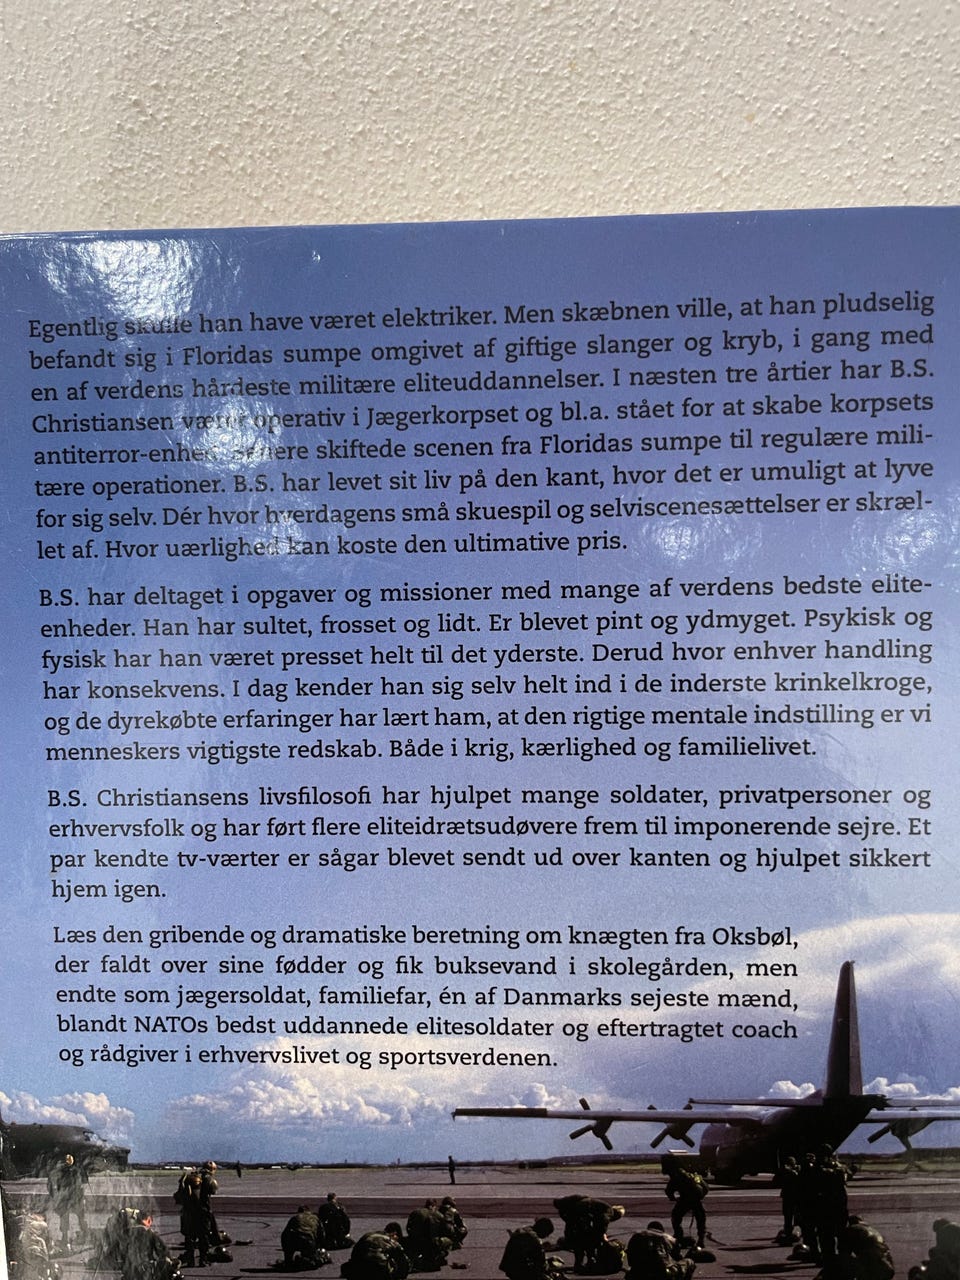 Egentlig skulle han have været elektriker. Men skæbnen ville, at han pludselig
befandt sig i Floridas sumpe omgivet af giftige slanger og kryb, i gang med
en af verdens hårdeste militære eliteuddannelser. I næsten tre årtier har B.S.
Christiansen været operativ i Jægerkorpset og bl.a. stået for at skabe korpsets
antiterror-enhed. Senere skiftede scenen fra Floridas sumpe til regulære mili-
tære operationer. B.S. har levet sit liv på den kant, hvor det er umuligt at lyve
for sig selv. Dér hvor hverdagens små skuespil og selviscenesættelser er skræl-
let af. Hvor uærlighed kan koste den ultimative pris.
B.S. har deltaget i opgaver og missioner med mange af verdens bedste elite-
enheder. Han har sultet, frosset og lidt. Er blevet pint og ydmyget. Psykisk og
fysisk har han været presset helt til det yderste. Derud hvor enhver handling
har konsekvens. I dag kender han sig selv helt ind i de inderste krinkelkroge,
og de dyrekøbte erfaringer har lært ham, at den rigtige mentale indstilling er vi
menneskers vigtigste redskab. Både i krig, kærlighed og familielivet.
B.S. Christiansens livsfilosofi har hjulpet mange soldater, privatpersoner og
erhvervsfolk og har ført flere eliteidrætsudøvere frem til imponerende sejre. Et
par kendte tv-værter er sågar blevet sendt ud over kanten og hjulpet sikkert
hjem igen.
Læs den gribende og dramatiske beretning om knægten fra Oksbøl,
der faldt over sine fødder og fik buksevand i skolegården, men
endte som jægersoldat, familiefar, én af Danmarks sejeste mænd,
blandt NATOs bedst uddannede elitesoldater og eftertragtet coach
og rådgiver i erhvervslivet og sportsverdenen.